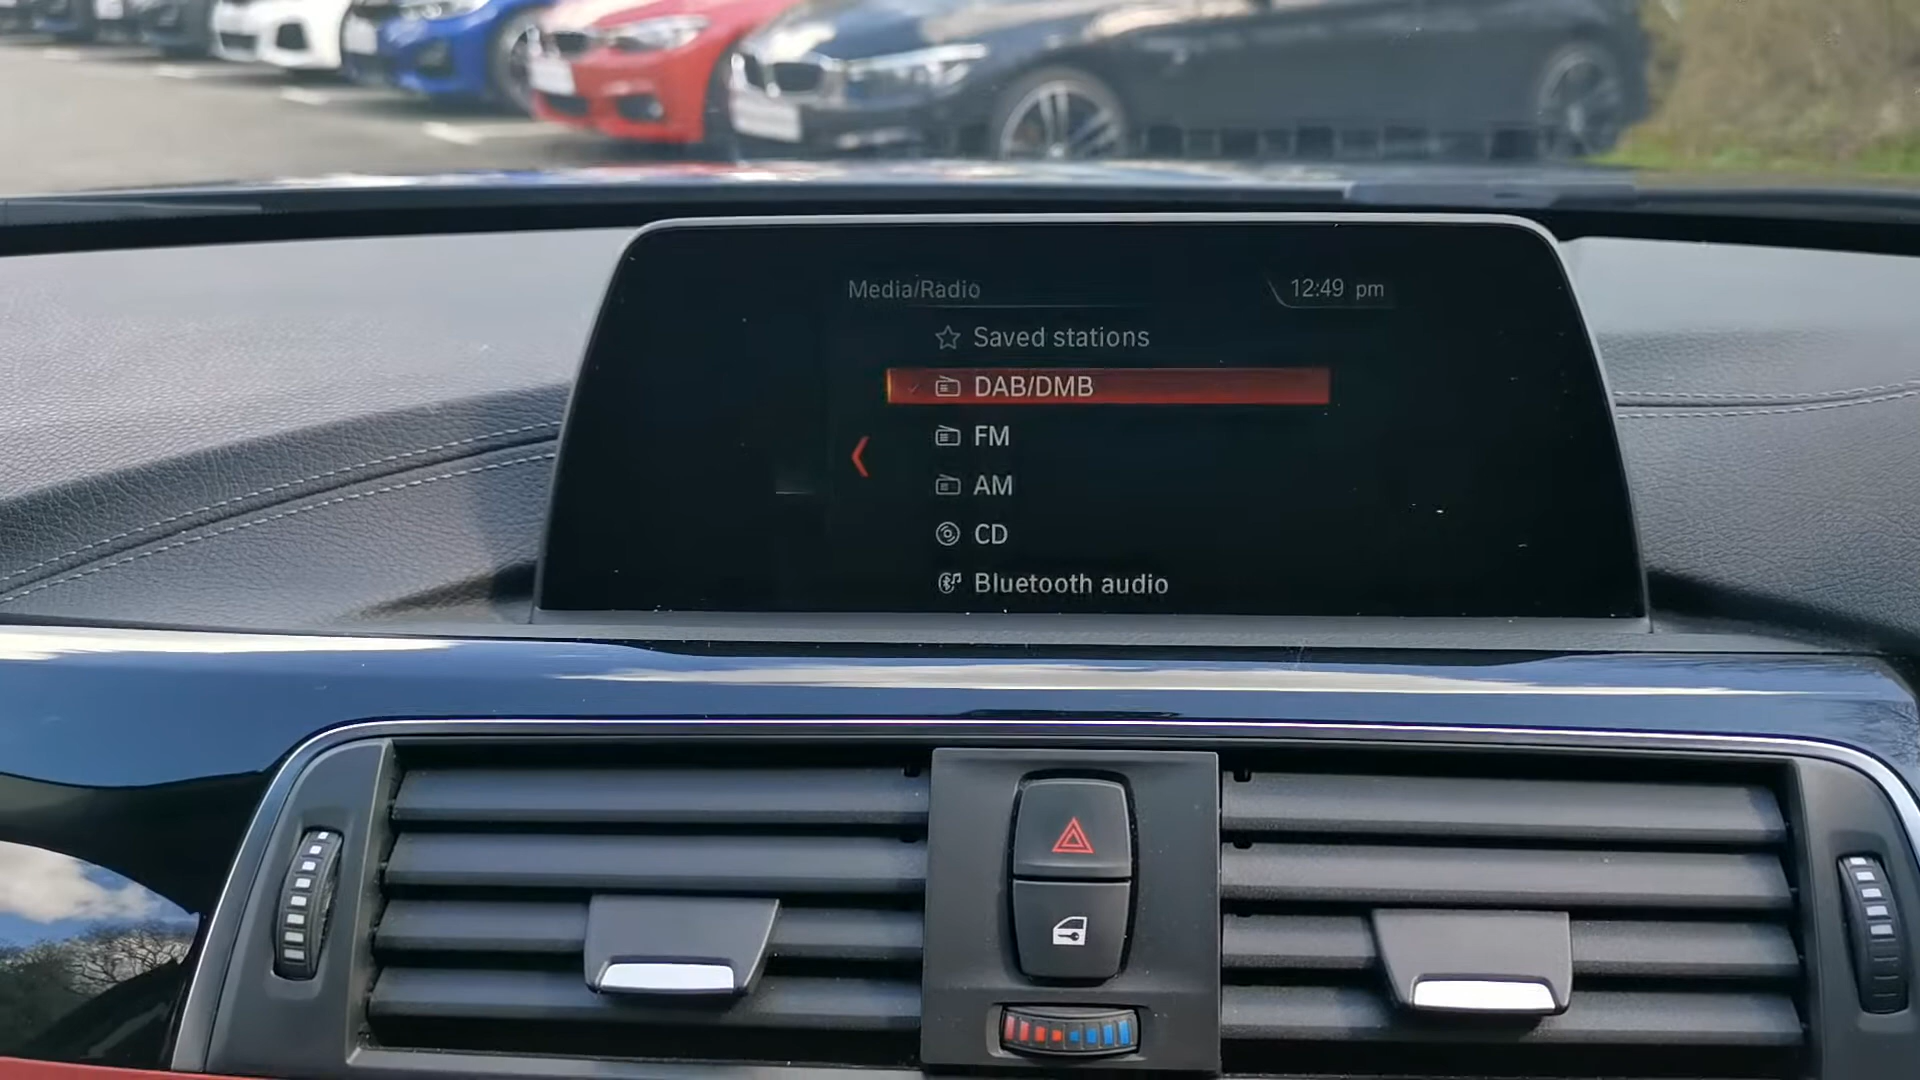 Media/Radio
12:49 pm
Saved stations
DAB/DMB
FM
AM
CD
Bluetooth audio